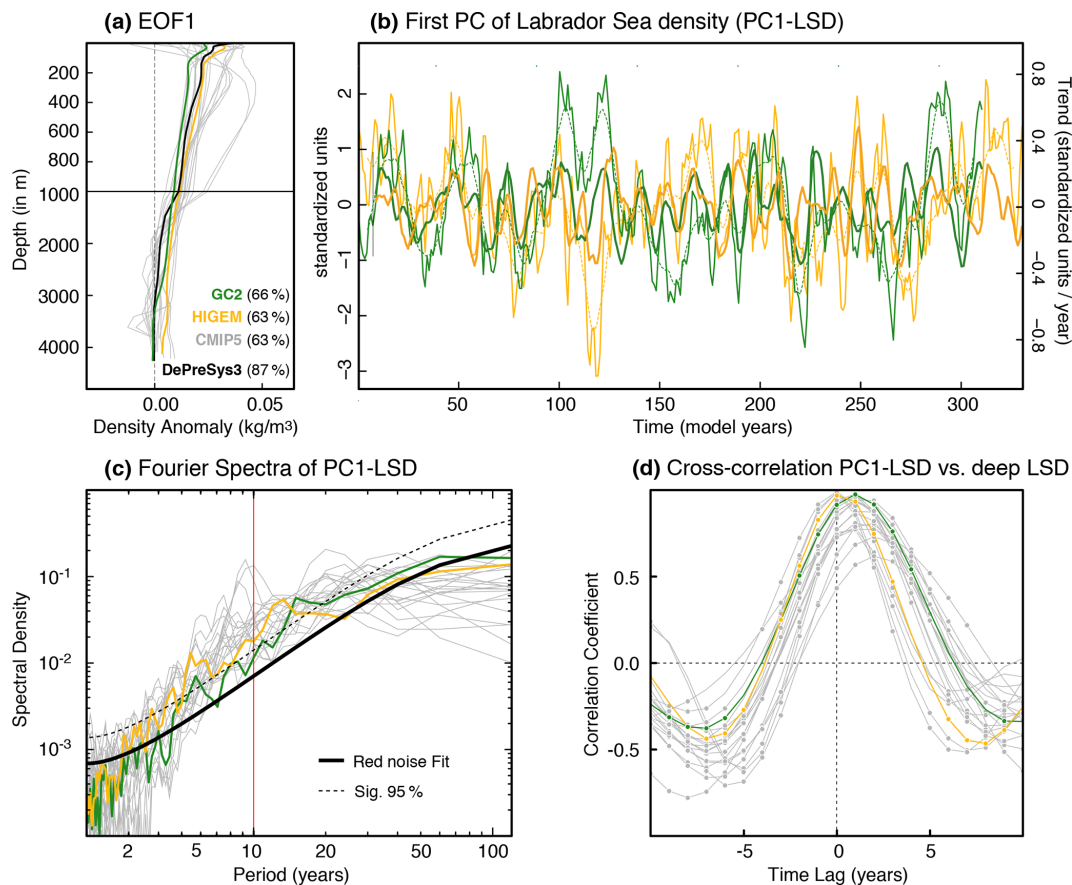 (a) EOF1
(b) First PC of Labrador Sea density (PC1-LSD)
Depth (in m)
200
400
600
800
1000
2000
3000
4000
GC2 (66 %)
HIGEM (63 %)
CMIP5 (63 %)
DePreSys3 (87 %)
0.00 0.05
Density Anomaly (kg/m3)
standardized units
2
1
0
-1
-2
-3
50 100 150 200 250 300
Time (model years)
0.8
0.4
0
-0.4
-0.8
Trend (standardized units / year)
(c) Fourier Spectra of PC1-LSD
Spectral Density
10-1
10-2
10-3
Red noise Fit
Sig. 95 %
2 5 10 20 50 100
Period (years)
(d) Cross-correlation PC1-LSD vs. deep LSD
Correlation Coefficient
0.5
0.0
-0.5
-5 0 5
Time Lag (years)